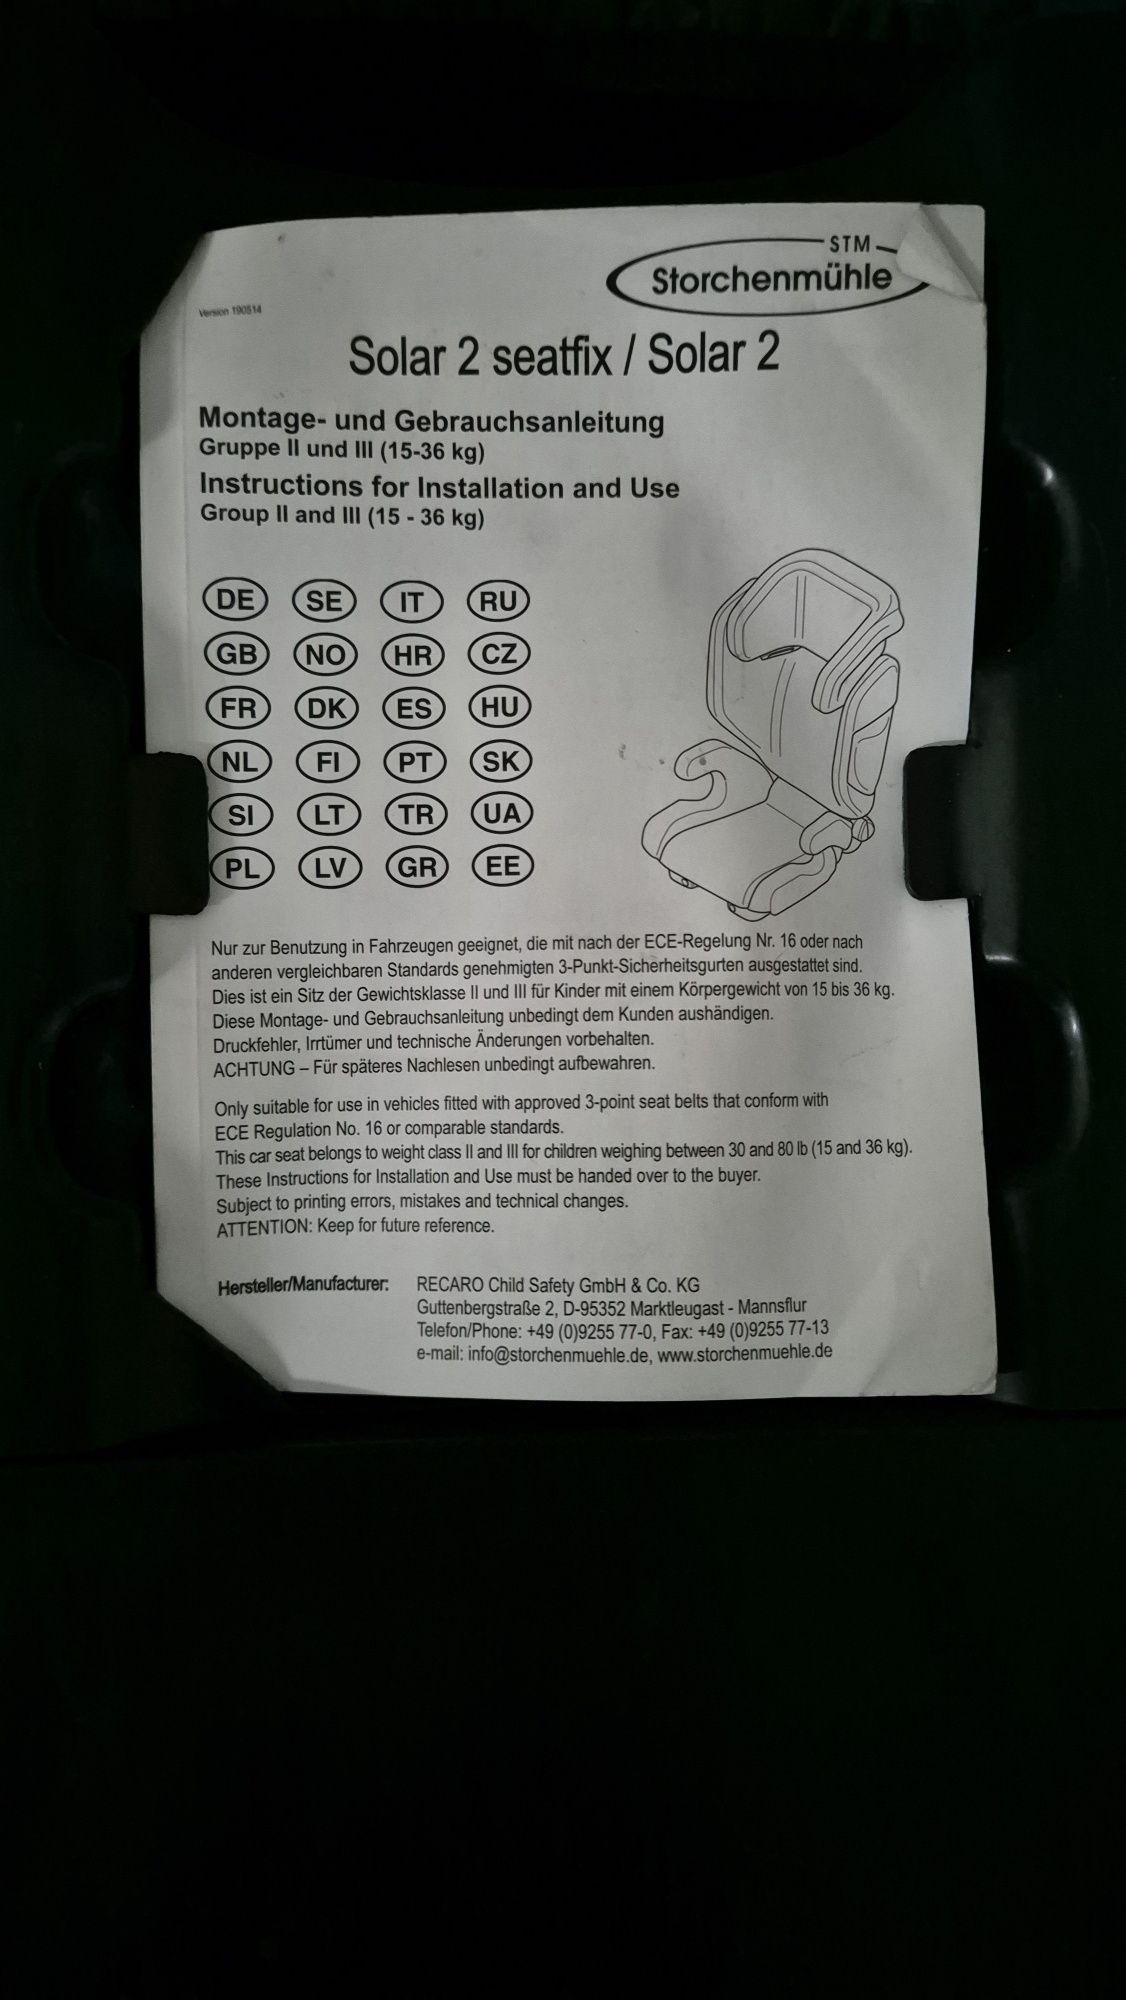 STM
Storchenmühle
Version 190514
Solar 2 seatfix / Solar 2
Montage- und Gebrauchsanleitung
Gruppe II und III (15-36 kg)
Instructions for Installation and Use
Group II and III (15 - 36 kg)
DE SE IT RU
GB NO HR CZ
FR DK ES HU
NL FI PT SK
SI LT TR UA
PL LV GR EE
Nur zur Benutzung in Fahrzeugen geeignet, die mit nach der ECE-Regelung Nr. 16 oder nach
anderen vergleichbaren Standards genehmigten 3-Punkt-Sicherheitsgurten ausgestattet sind.
Dies ist ein Sitz der Gewichtsklasse II und III für Kinder mit einem Körpergewicht von 15 bis 36 kg.
Diese Montage- und Gebrauchsanleitung unbedingt dem Kunden aushändigen.
Druckfehler, Irrtümer und technische Änderungen vorbehalten.
ACHTUNG – Für späteres Nachlesen unbedingt aufbewahren.
Only suitable for use in vehicles fitted with approved 3-point seat belts that conform with
ECE Regulation No. 16 or comparable standards.
This car seat belongs to weight class II and III for children weighing between 30 and 80 lb (15 and 36 kg).
These Instructions for Installation and Use must be handed over to the buyer.
Subject to printing errors, mistakes and technical changes.
ATTENTION: Keep for future reference.
Hersteller/Manufacturer: RECARO Child Safety GmbH & Co. KG
Guttenbergstraße 2, D-95352 Marktleugast - Mannsflur
Telefon/Phone: +49 (0)9255 77-0, Fax: +49 (0)9255 77-13
e-mail: info@storchenmuehle.de, www.storchenmuehle.de